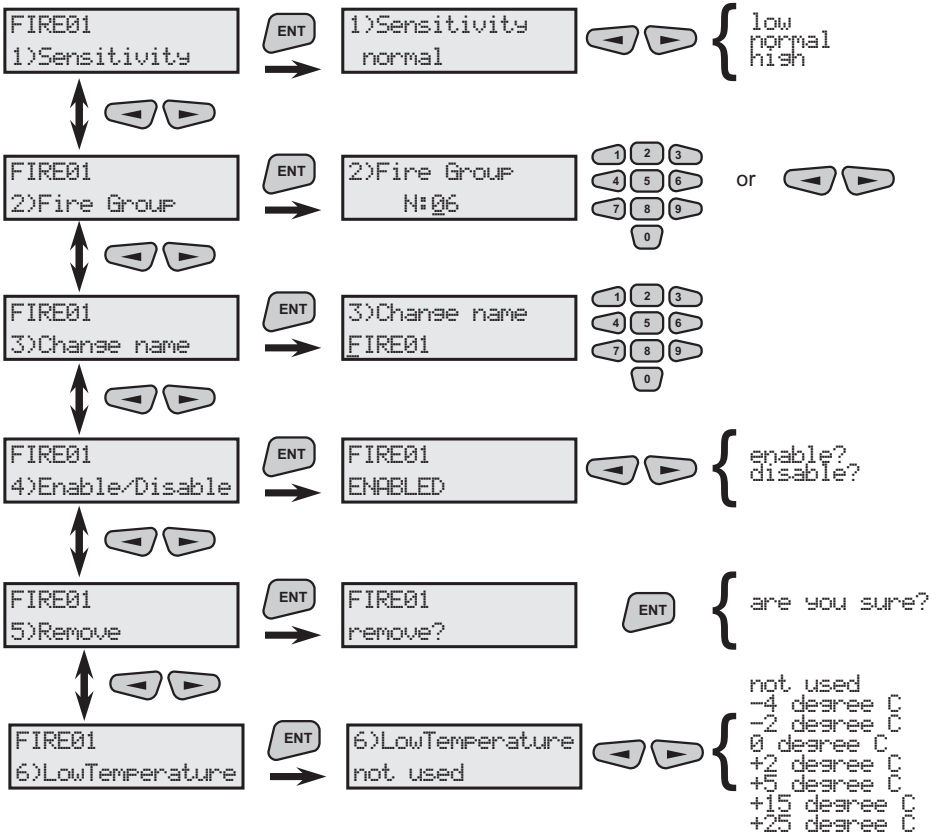 FIRE01
1)Sensitivity
ENT
1)Sensitivity
normal
low
normal
high
FIRE01
2)Fire Group
ENT
2)Fire Group
N:06
1 2 3
4 5 6
7 8 9
0
or
FIRE01
3)Change name
ENT
3)Change name
FIRE01
1 2 3
4 5 6
7 8 9
0
FIRE01
4)Enable/Disable
ENT
FIRE01
ENABLED
enable?
disable?
FIRE01
5)Remove
ENT
FIRE01
remove?
ENT
are you sure?
FIRE01
6)LowTemperature
ENT
6)LowTemperature
not used
not used
-4 degree C
-2 degree C
0 degree C
+2 degree C
+5 degree C
+15 degree C
+25 degree C